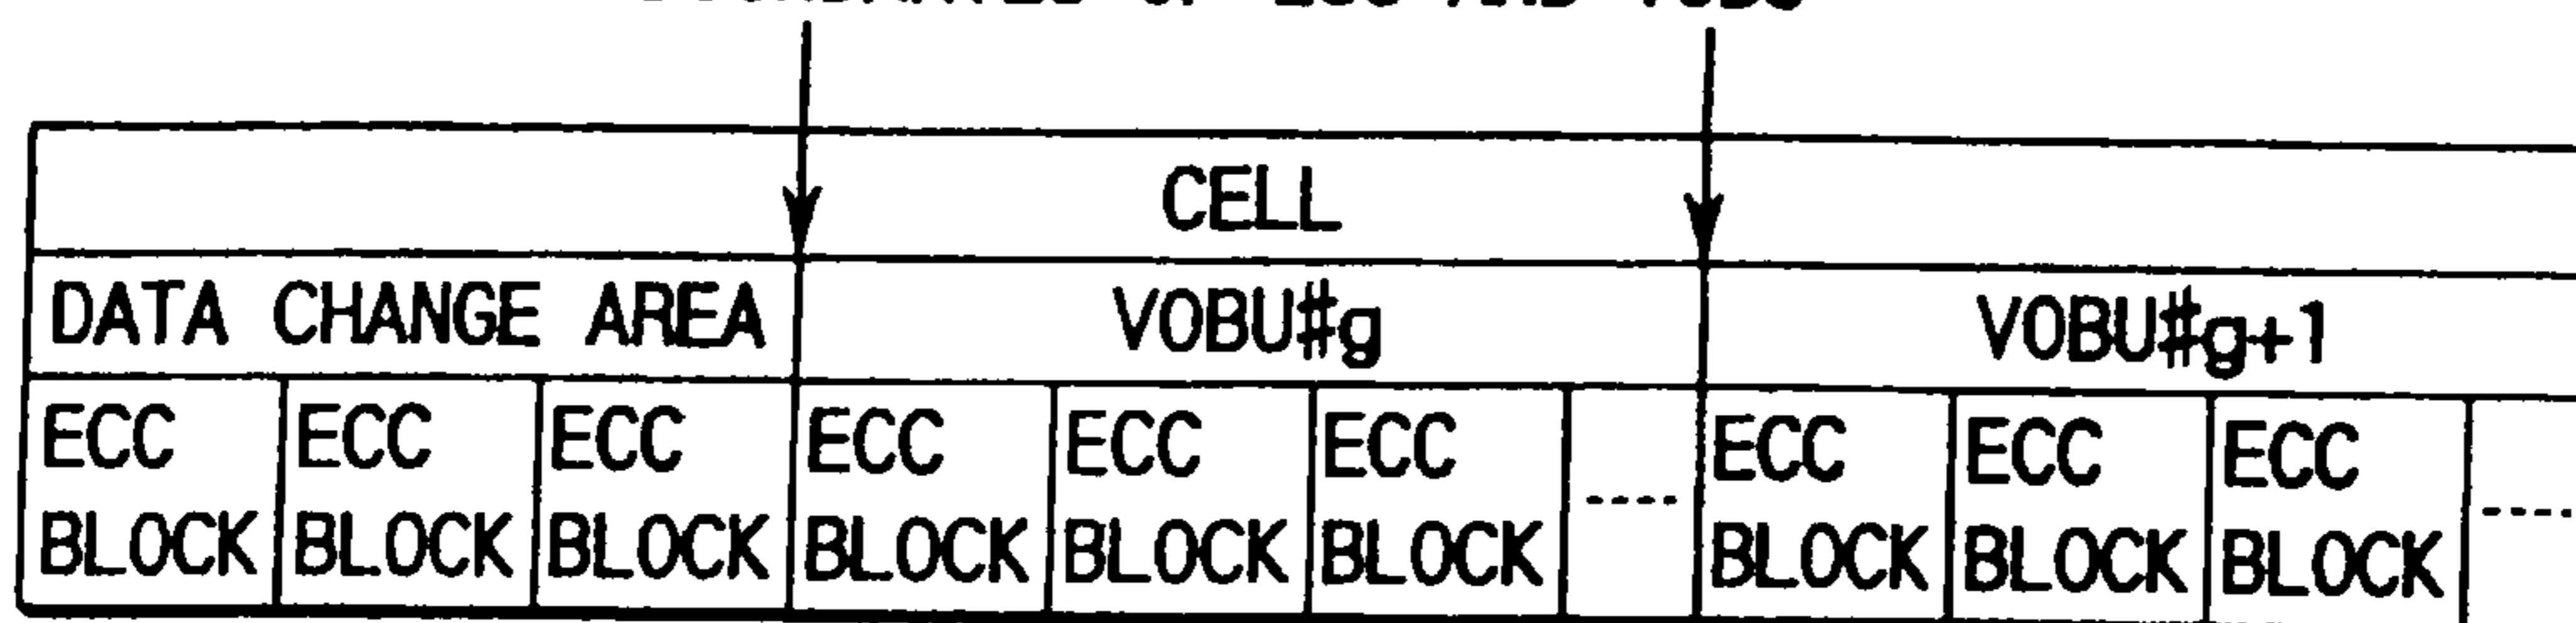 CELL
DATA CHANGE AREA VOBU#g VOBU#g+1
ECC ECC ECC ECC ECC ECC ECC ECC ECC
BLOCK BLOCK BLOCK BLOCK BLOCK BLOCK ---- BLOCK BLOCK BLOCK ----